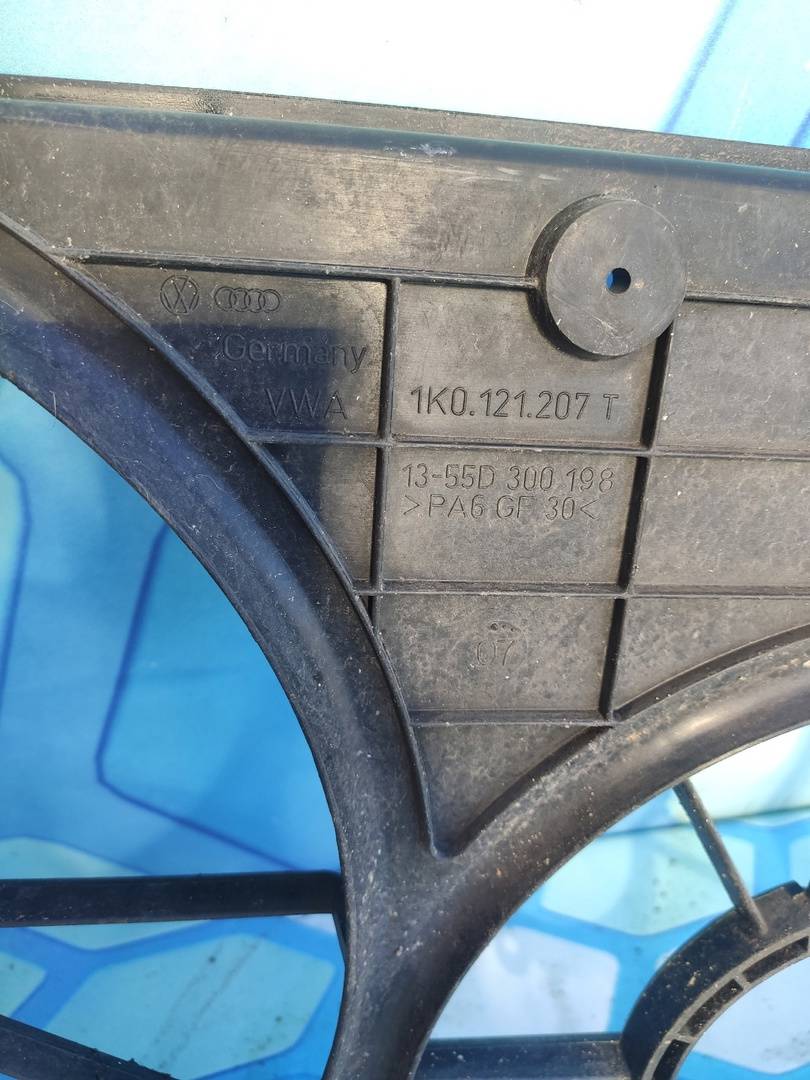 Germany
VWA
1K0.121.207 T
13-55D 300 198
>PA6 GF 30<
07